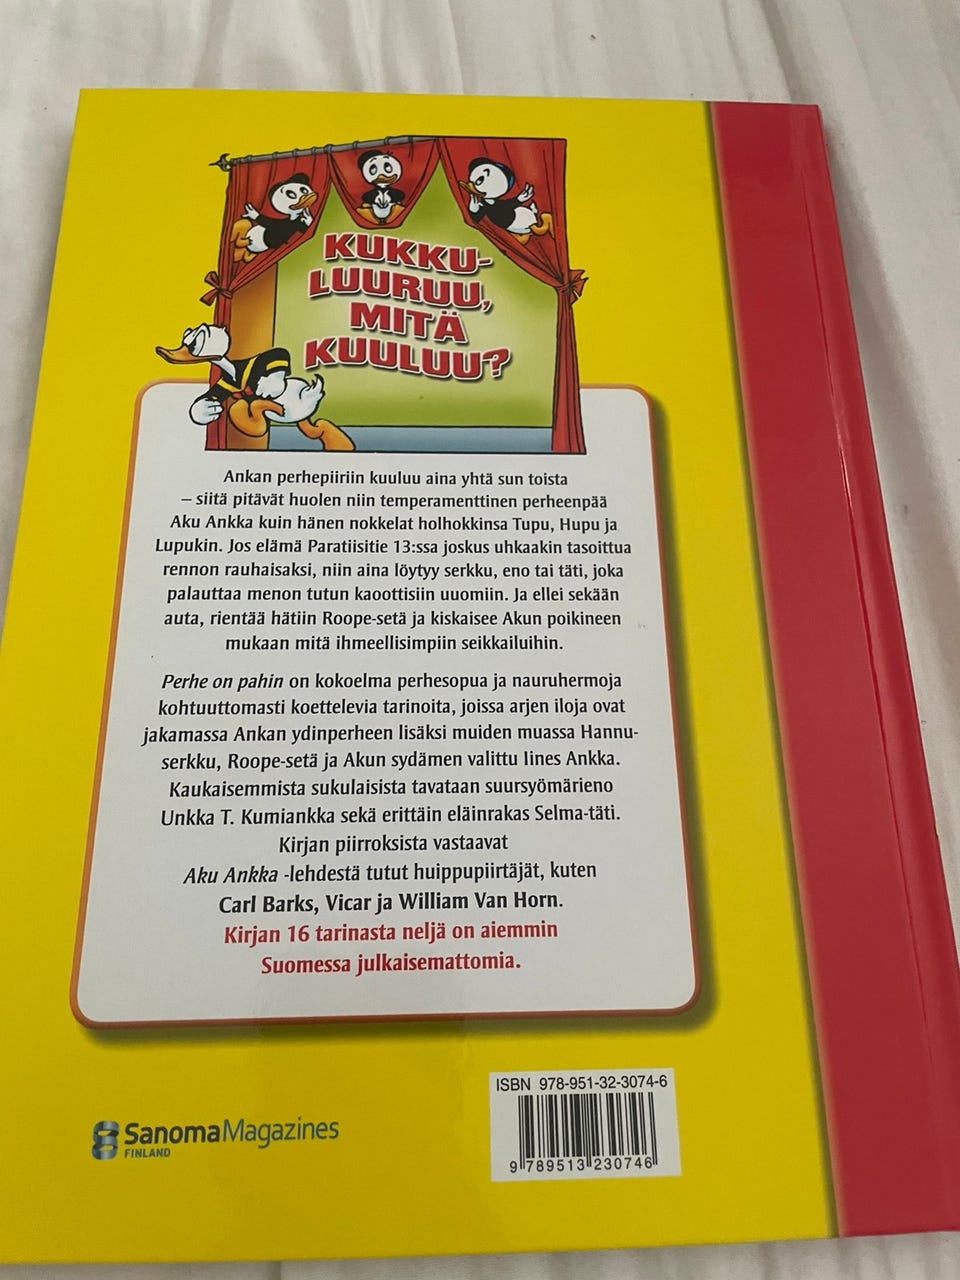 KUKKU-
LUURUU,
MITÄ
KUULUU?
Ankan perhepiiriin kuuluu aina yhtä sun toista
– siitä pitävät huolen niin temperamenttinen perheenpää
Aku Ankka kuin hänen nokkelat holhokkinsa Tupu, Hupu ja
Lupukin. Jos elämä Paratiisitie 13:ssa joskus uhkaakin tasoittua
rennon rauhaisaksi, niin aina löytyy serkku, eno tai täti, joka
palauttaa menon tutun kaoottisiin uuomiin. Ja ellei sekään
auta, rientää hätiin Roope-setä ja kiskaisee Akun poikineen
mukaan mitä ihmeellisimpiin seikkailuihin.
Perhe on pahin on kokoelma perhesopua ja nauruhermoja
kohtuuttomasti koettelevia tarinoita, joissa arjen iloja ovat
jakamassa Ankan ydinperheen lisäksi muiden muassa Hannu-
serkku, Roope-setä ja Akun sydämen valittu Iines Ankka.
Kaukaisemmista sukulaisista tavataan suursyömärieno
Unkka T. Kumiankka sekä erittäin eläinrakas Selma-täti.
Kirjan piirroksista vastaavat
Aku Ankka -lehdestä tutut huippupiirtäjät, kuten
Carl Barks, Vicar ja William Van Horn.
Kirjan 16 tarinasta neljä on aiemmin
Suomessa julkaisemattomia.
ISBN 978-951-32-3074-6
9 789513 230746
SanomaMagazines
FINLAND